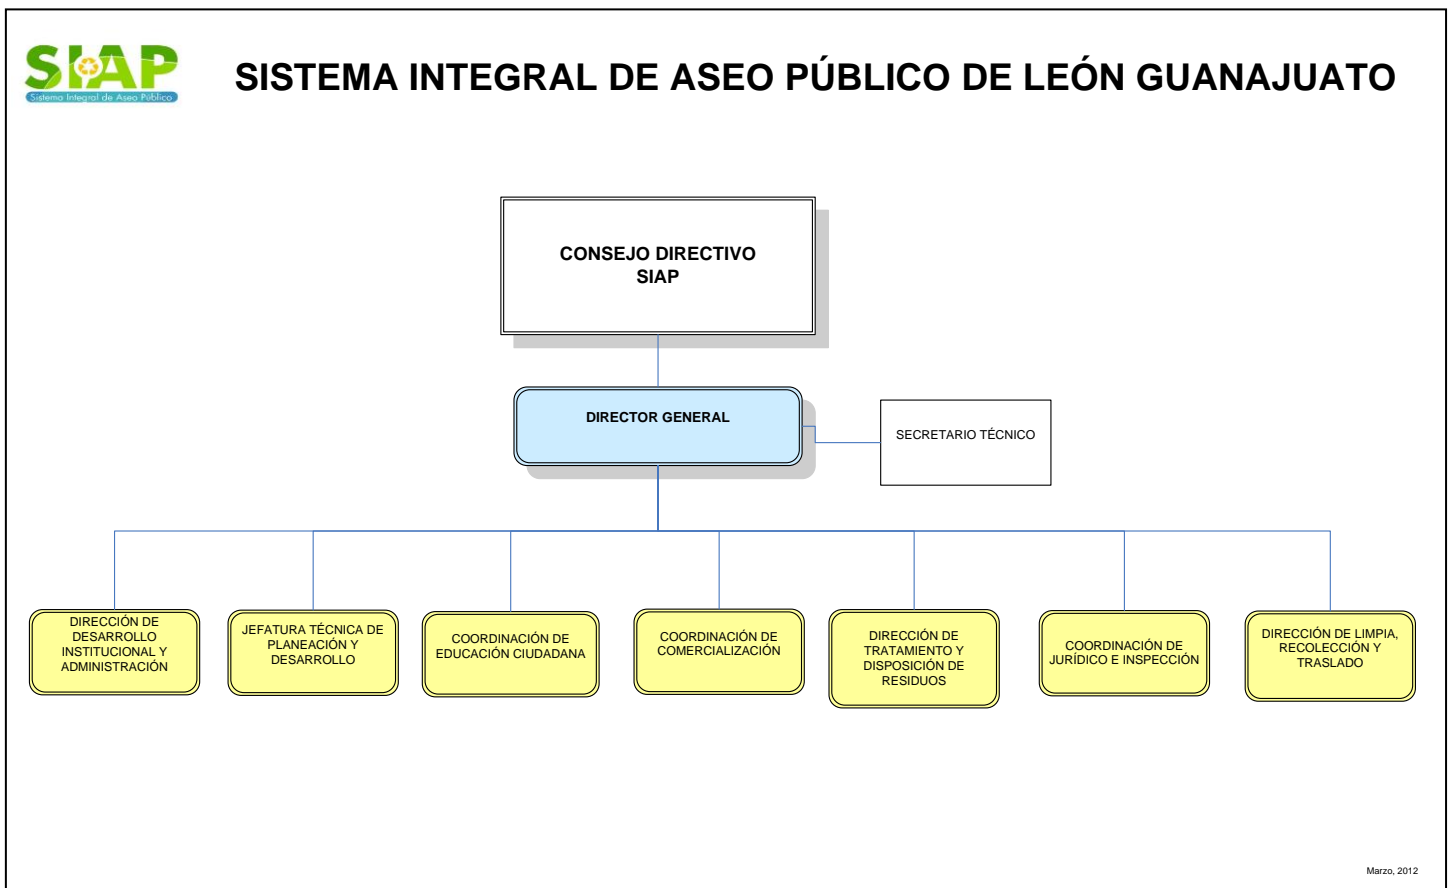 SIAP
Sistema Integral de Aseo Público
SISTEMA INTEGRAL DE ASEO PÚBLICO DE LEÓN GUANAJUATO
CONSEJO DIRECTIVO
SIAP
DIRECTOR GENERAL
SECRETARIO TÉCNICO
DIRECCIÓN DE
DESARROLLO
INSTITUCIONAL Y
ADMINISTRACIÓN
JEFATURA TÉCNICA DE
PLANEACIÓN Y
DESARROLLO
COORDINACIÓN DE
EDUCACIÓN CIUDADANA
COORDINACIÓN DE
COMERCIALIZACIÓN
DIRECCIÓN DE
TRATAMIENTO Y
DISPOSICIÓN DE
RESIDUOS
COORDINACIÓN DE
JURÍDICO E INSPECCIÓN
DIRECCIÓN DE LIMPIA,
RECOLECCIÓN Y
TRASLADO
Marzo, 2012